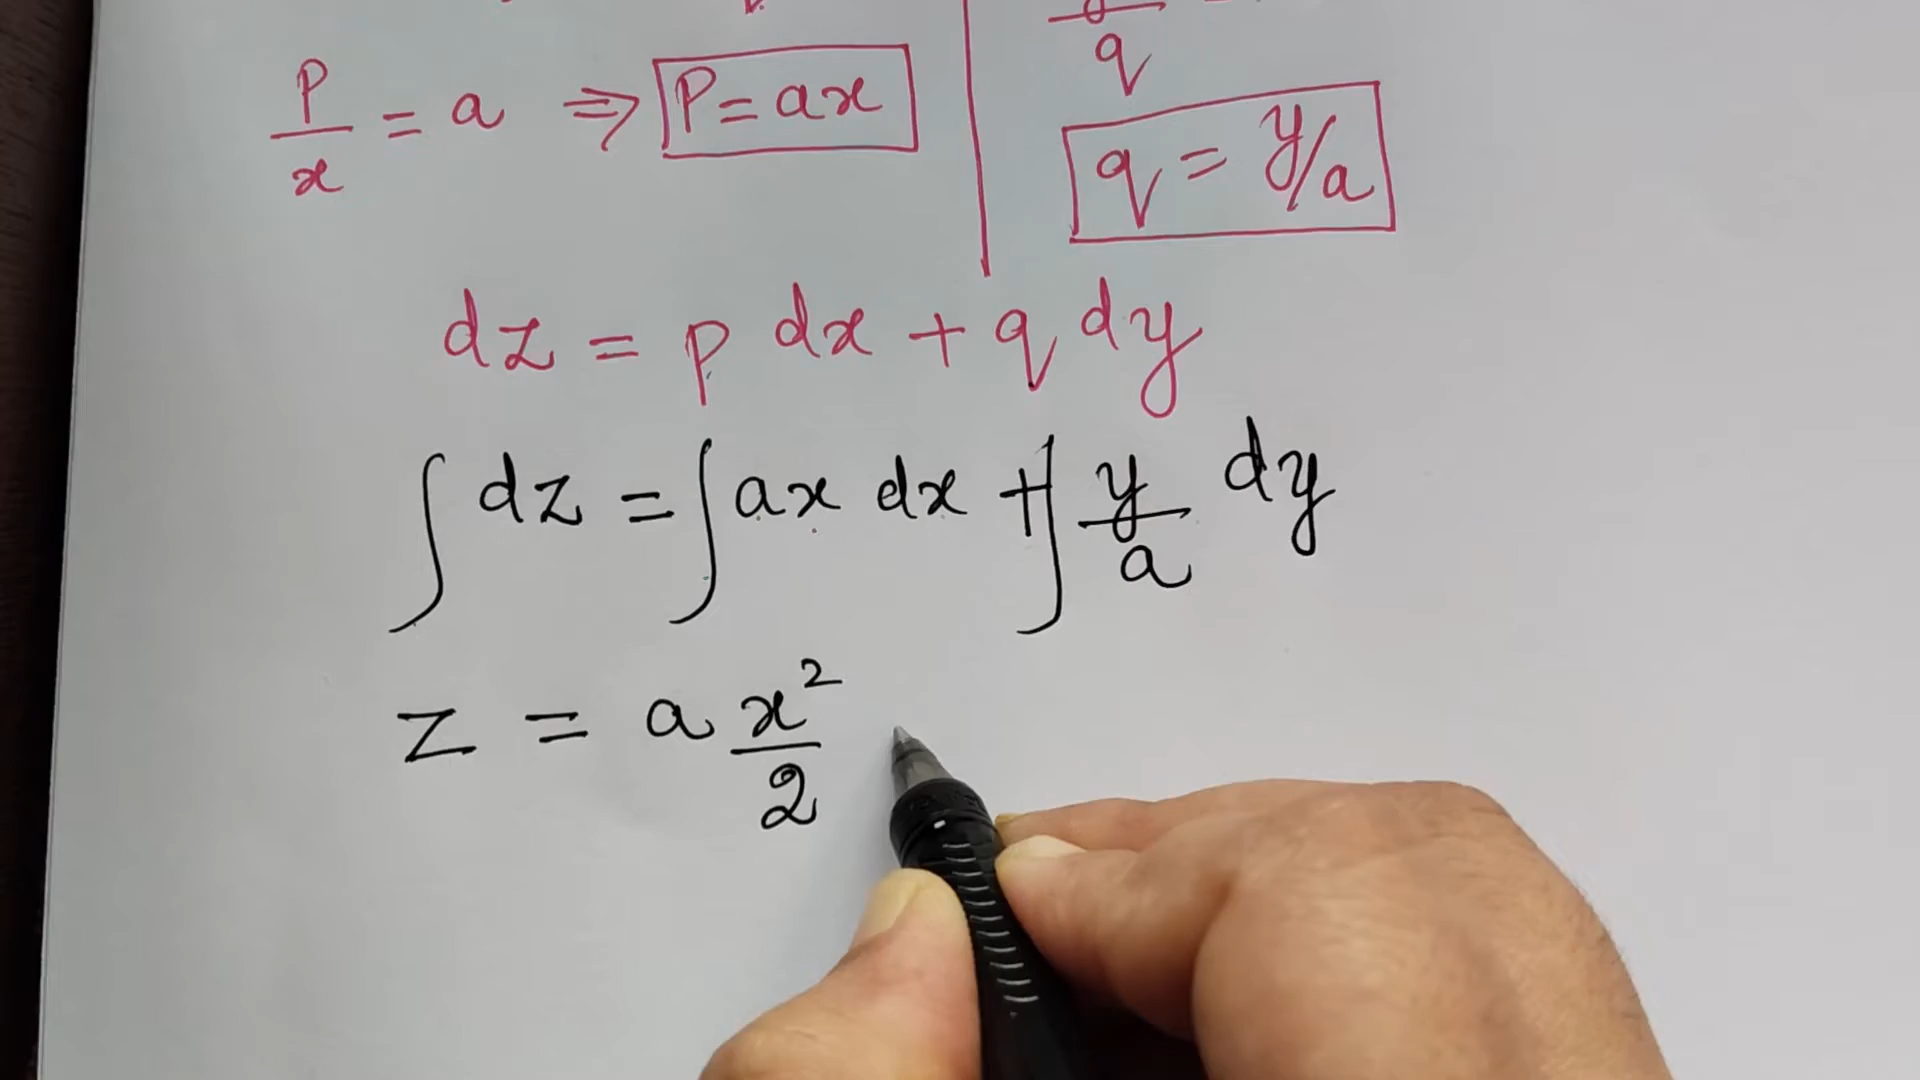 p/x = a ⇒ P = ax
q
q = y/a
dz = p dx + q dy
∫ dz = ∫ ax dx + ∫ y/a dy
z = a x²/2